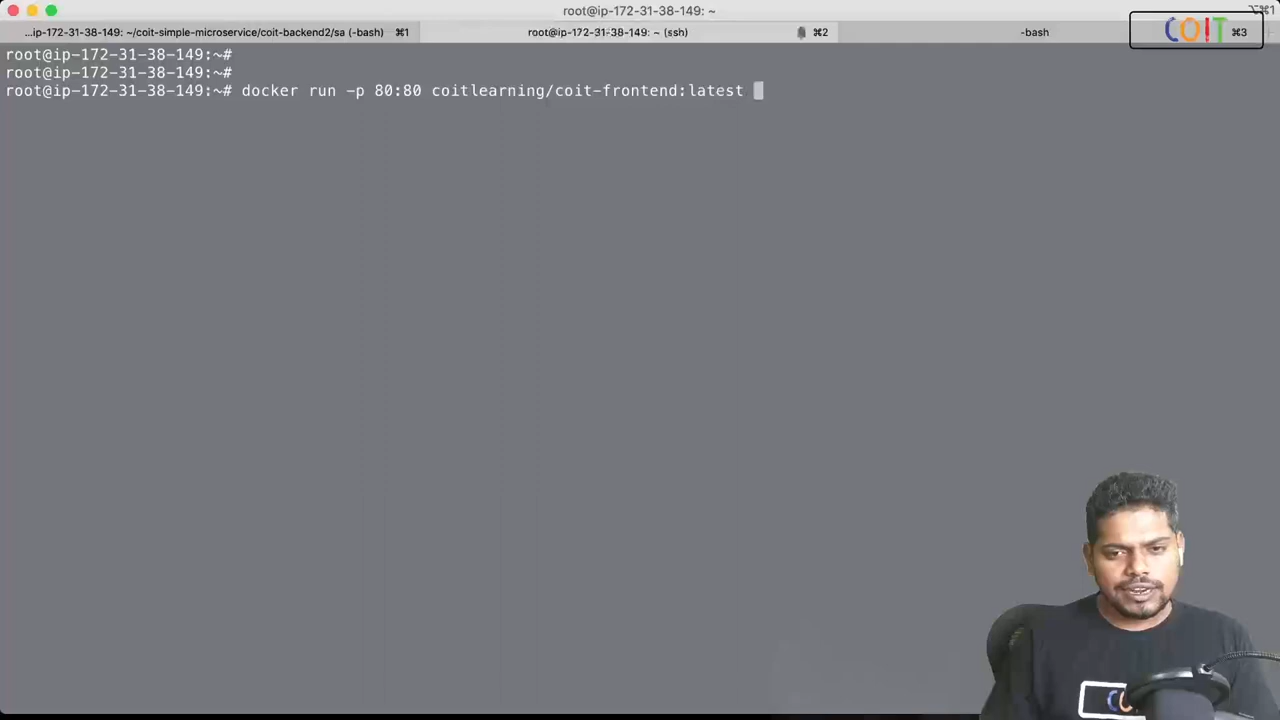 root@ip-172-31-38-149: ~
⌥⌘1
...ip-172-31-38-149: ~/coit-simple-microservice/coit-backend2/sa (-bash) ⌘1
root@ip-172-31-38-149: ~ (ssh) ⌘2
-bash ⌘3
COIT
root@ip-172-31-38-149:~#
root@ip-172-31-38-149:~#
root@ip-172-31-38-149:~# docker run -p 80:80 coitlearning/coit-frontend:latest